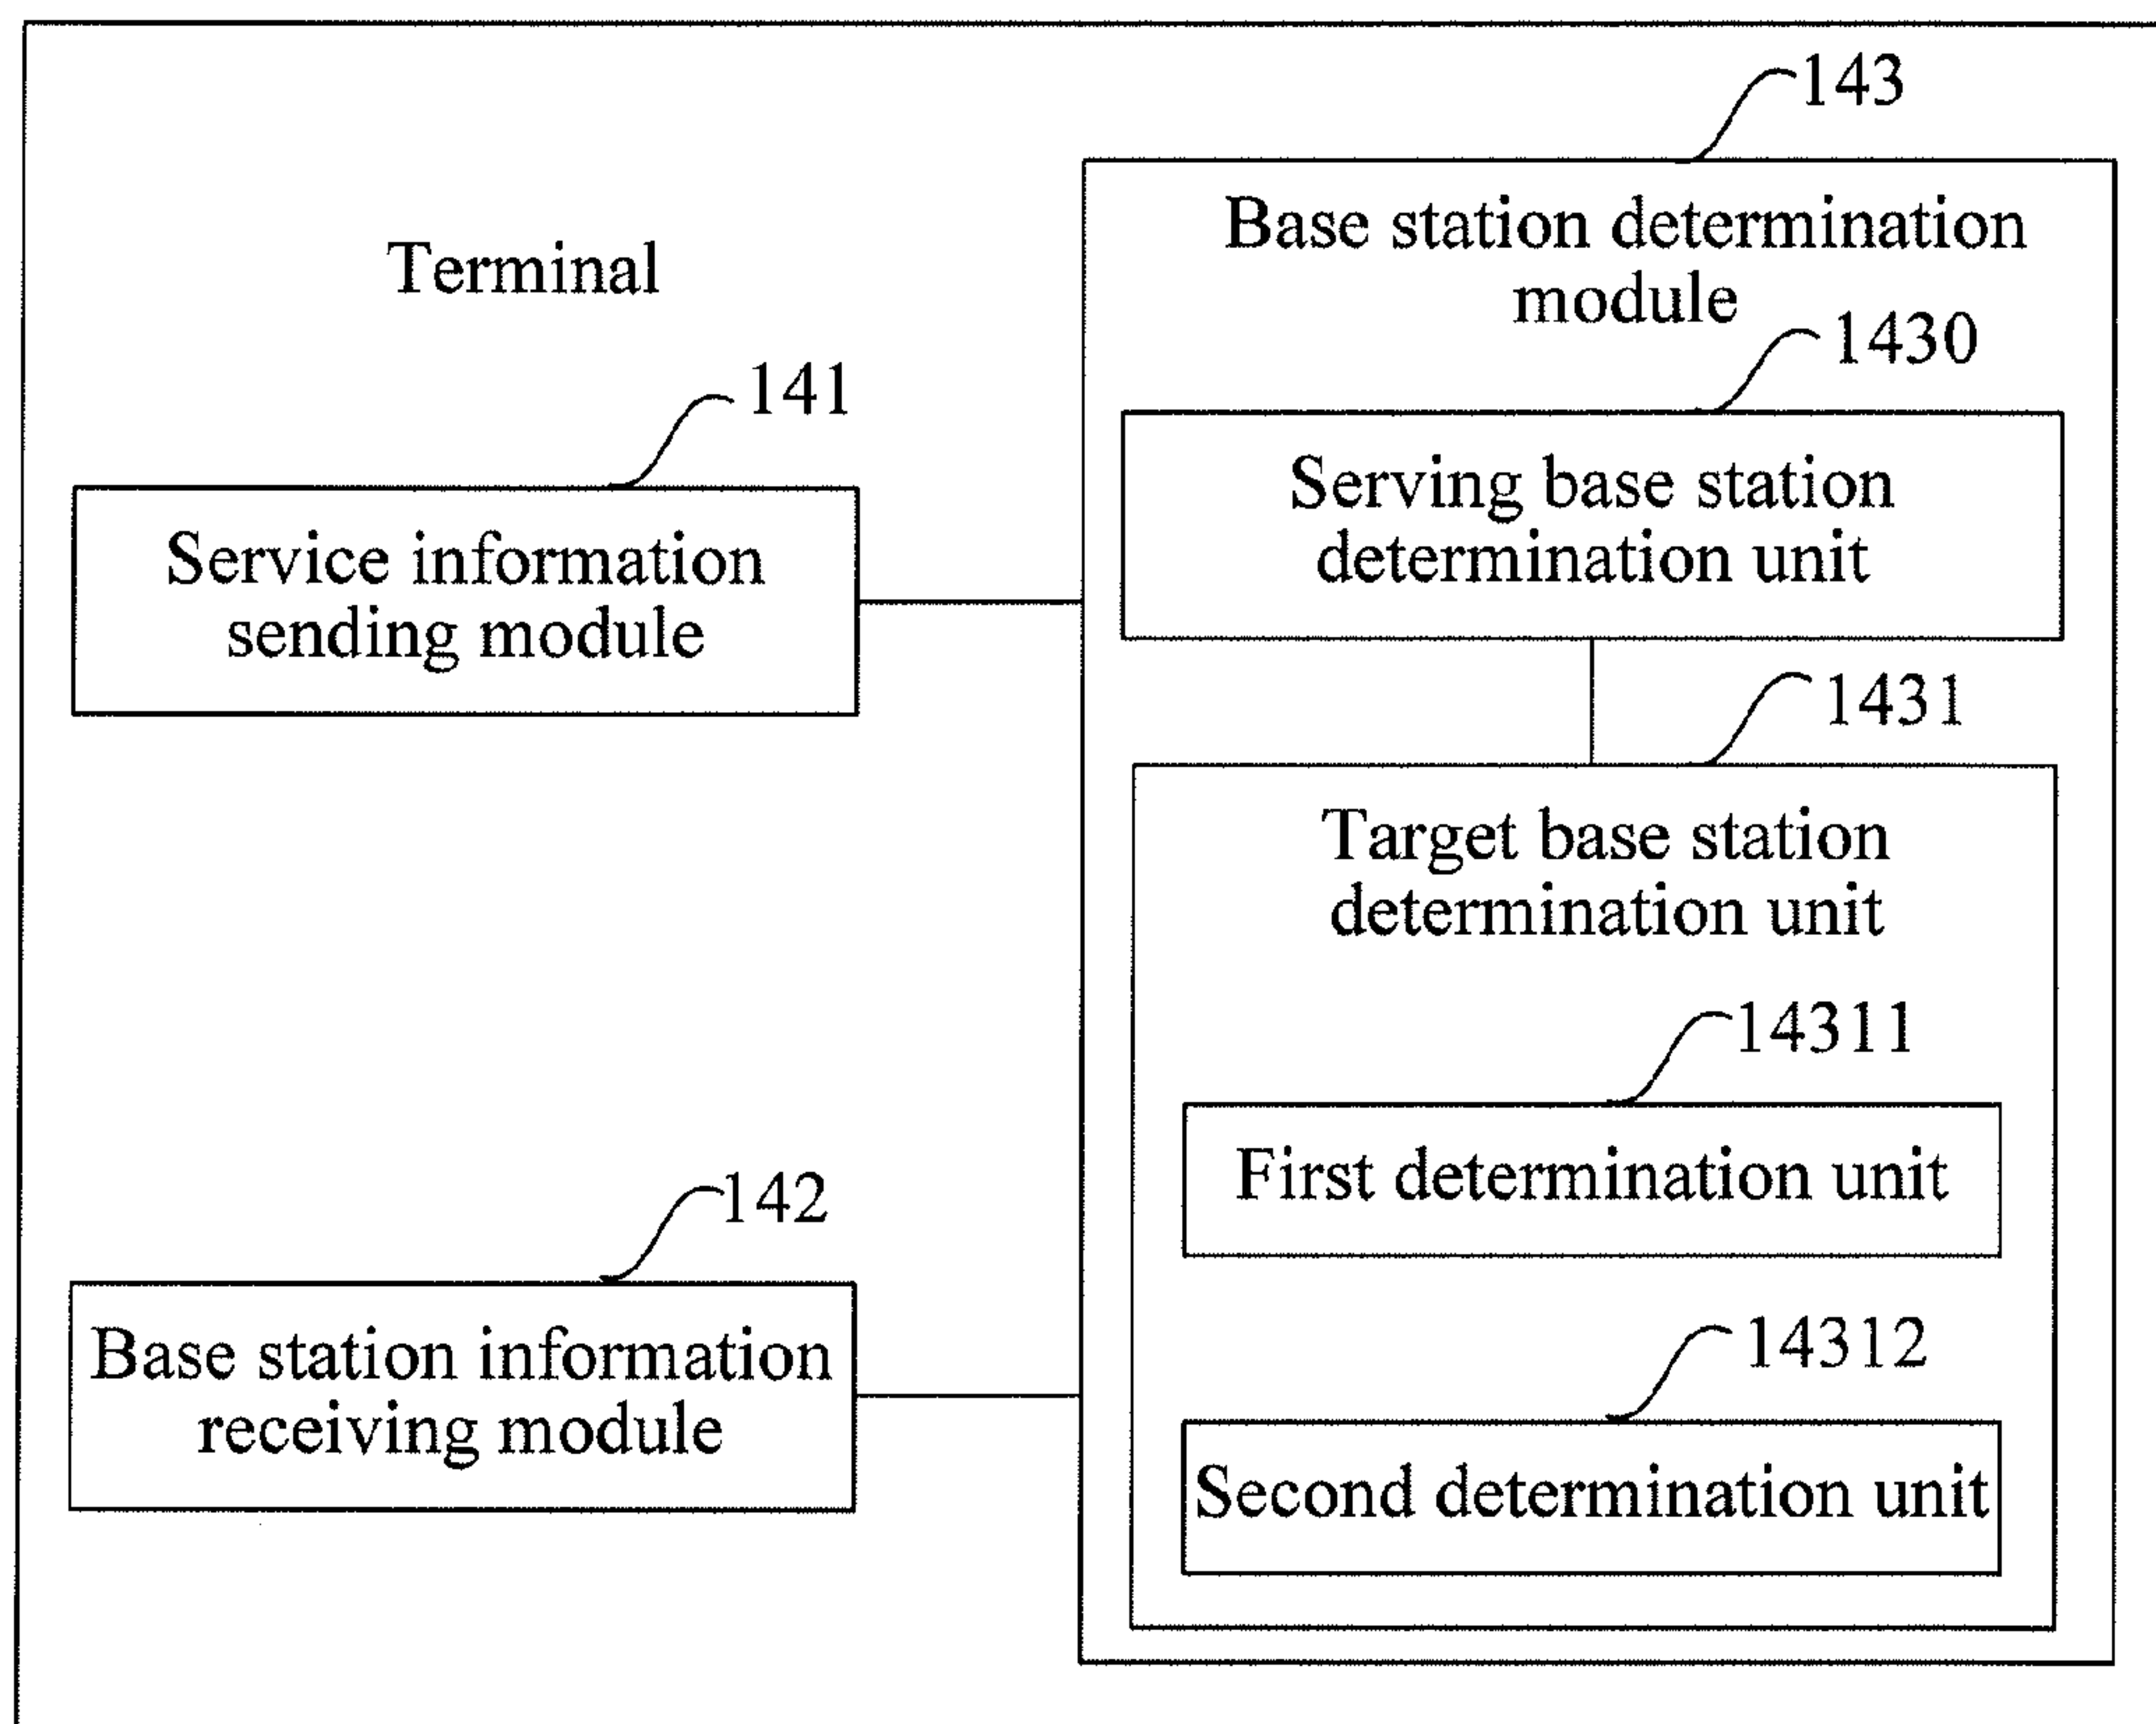 Terminal
141
Service information
sending module
142
Base station information
receiving module
143
Base station determination
module
1430
Serving base station
determination unit
1431
Target base station
determination unit
14311
First determination unit
14312
Second determination unit